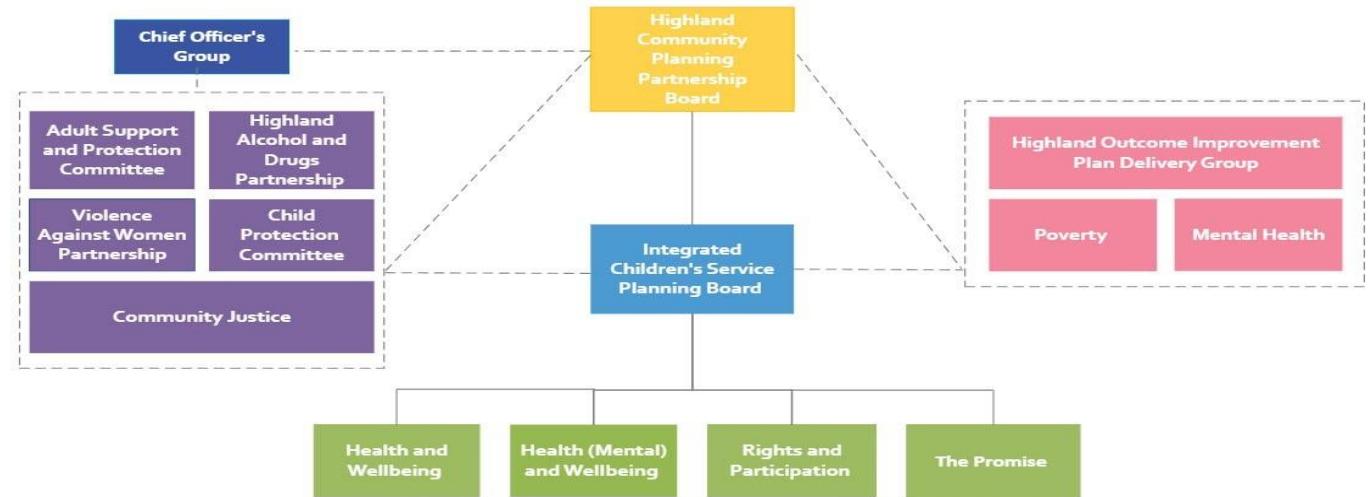 Chief Officer's
Group
Highland
Community
Planning
Partnership
Board
Adult Support
and Protection
Committee
Highland
Alcohol and
Drugs
Partnership
Violence
Against Women
Partnership
Child
Protection
Committee
Community Justice
Integrated
Children's Service
Planning Board
Highland Outcome Improvement
Plan Delivery Group
Poverty
Mental Health
Health and
Wellbeing
Health (Mental)
and Wellbeing
Rights and
Participation
The Promise